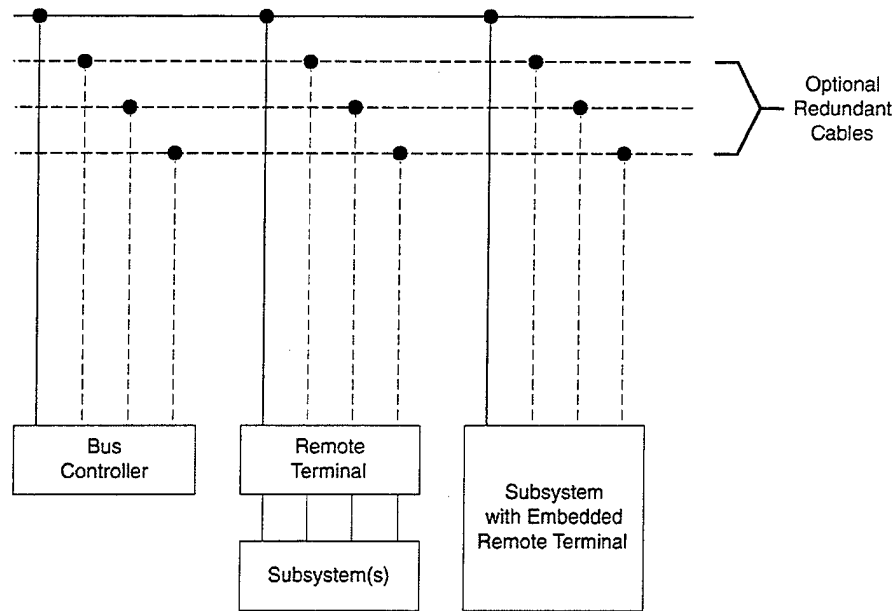 Optional
Redundant
Cables
Bus
Controller
Remote
Terminal
Subsystem(s)
Subsystem
with Embedded
Remote Terminal